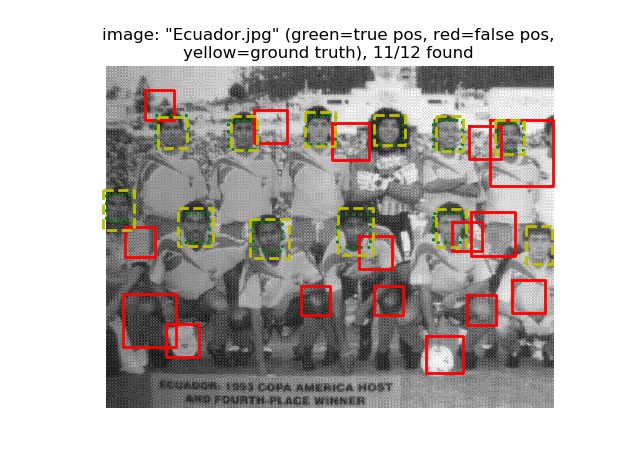 image: "Ecuador.jpg" (green=true pos, red=false pos,
yellow=ground truth), 11/12 found
ECUADOR: 1993 COPA AMERICA HOST
AND FOURTH-PLACE WINNER